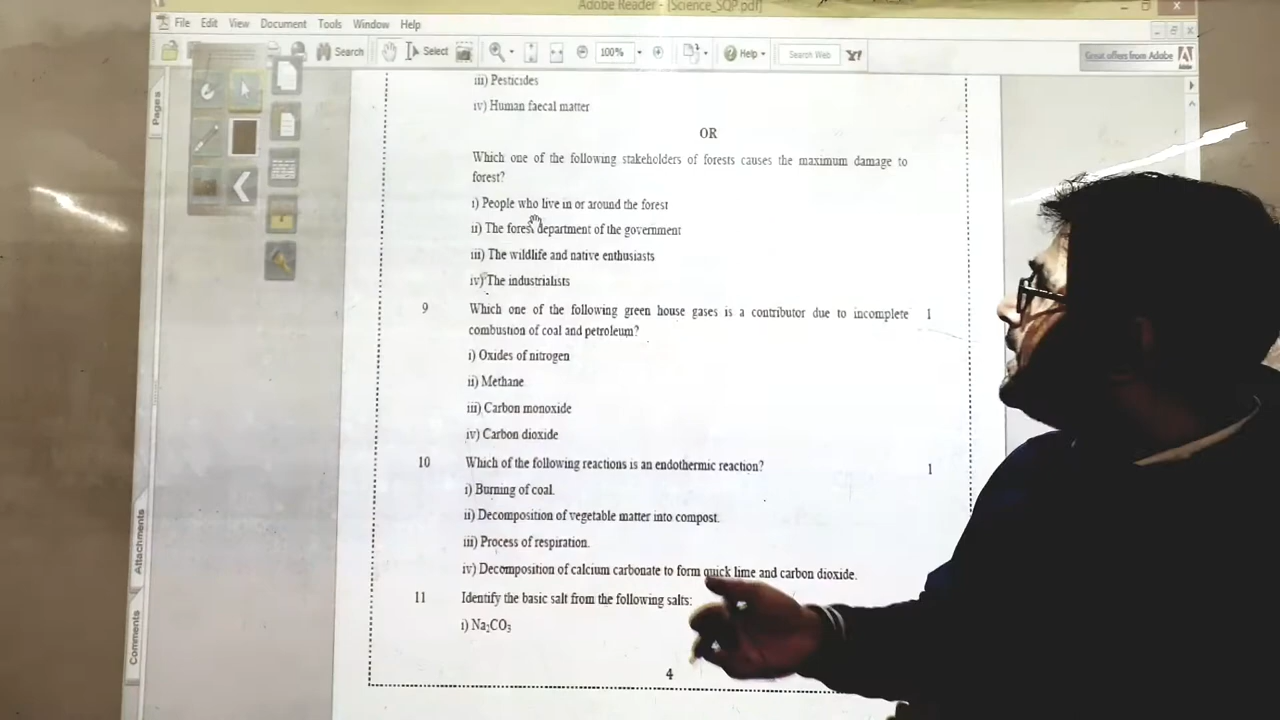 Adobe Reader - [Science_SQP.pdf]
File Edit View Document Tools Window Help
Search Select 100% Help Search Web Y!
Great offers from Adobe
Adobe
Pages
Attachments
Comments
iii) Pesticides
iv) Human faecal matter
OR
Which one of the following stakeholders of forests causes the maximum damage to
forest?
i) People who live in or around the forest
ii) The forest department of the government
iii) The wildlife and native enthusiasts
iv) The industrialists
9 Which one of the following green house gases is a contributor due to incomplete 1
combustion of coal and petroleum?
i) Oxides of nitrogen
ii) Methane
iii) Carbon monoxide
iv) Carbon dioxide
10 Which of the following reactions is an endothermic reaction? 1
i) Burning of coal.
ii) Decomposition of vegetable matter into compost.
iii) Process of respiration.
iv) Decomposition of calcium carbonate to form quick lime and carbon dioxide.
11 Identify the basic salt from the following salts:
i) Na₂CO₃
4